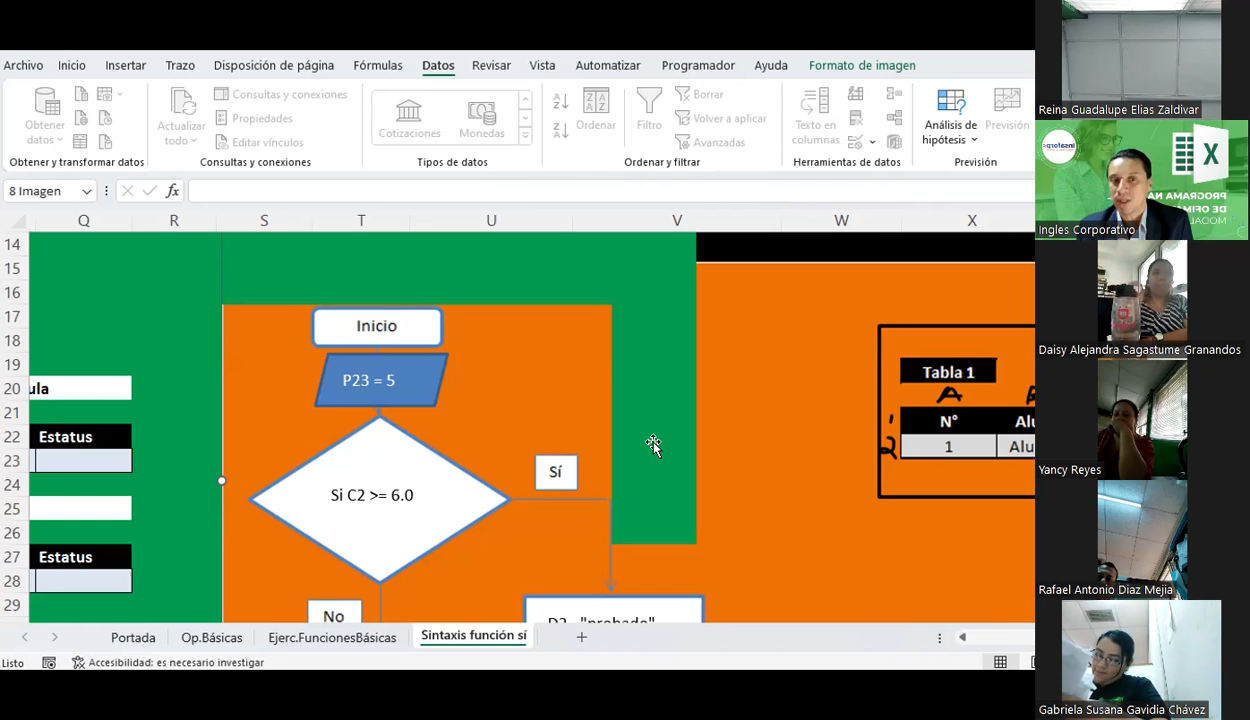 Archivo Inicio Insertar Trazo Disposición de página Fórmulas Datos Revisar Vista Automatizar Programador Ayuda Formato de imagen
Obtener datos
Actualizar todo
Consultas y conexiones
Propiedades
Editar vínculos
Cotizaciones
Monedas
Ordenar
Filtro
Borrar
Volver a aplicar
Avanzadas
Texto en columnas
Análisis de hipótesis
Previsión
Obtener y transformar datos
Consultas y conexiones
Tipos de datos
Ordenar y filtrar
Herramientas de datos
Previsión
8 Imagen
fx
Q R S T U V W X
14
15
16
17
18
19
20
21
22
23
24
25
26
27
28
29
ula
Estatus
Estatus
Inicio
P23 = 5
Si C2 >= 6.0
Sí
No
Tabla 1
A
1
N° Alu
2
1 Alu
Portada Op.Básicas Ejerc.FuncionesBásicas Sintaxis función sí
Listo
Accesibilidad: es necesario investigar
Reina Guadalupe Elias Zaldivar
X
Ingles Corporativo
Daisy Alejandra Sagastume Granandos
Yancy Reyes
Rafael Antonio Diaz Mejia
Gabriela Susana Gavidia Chávez